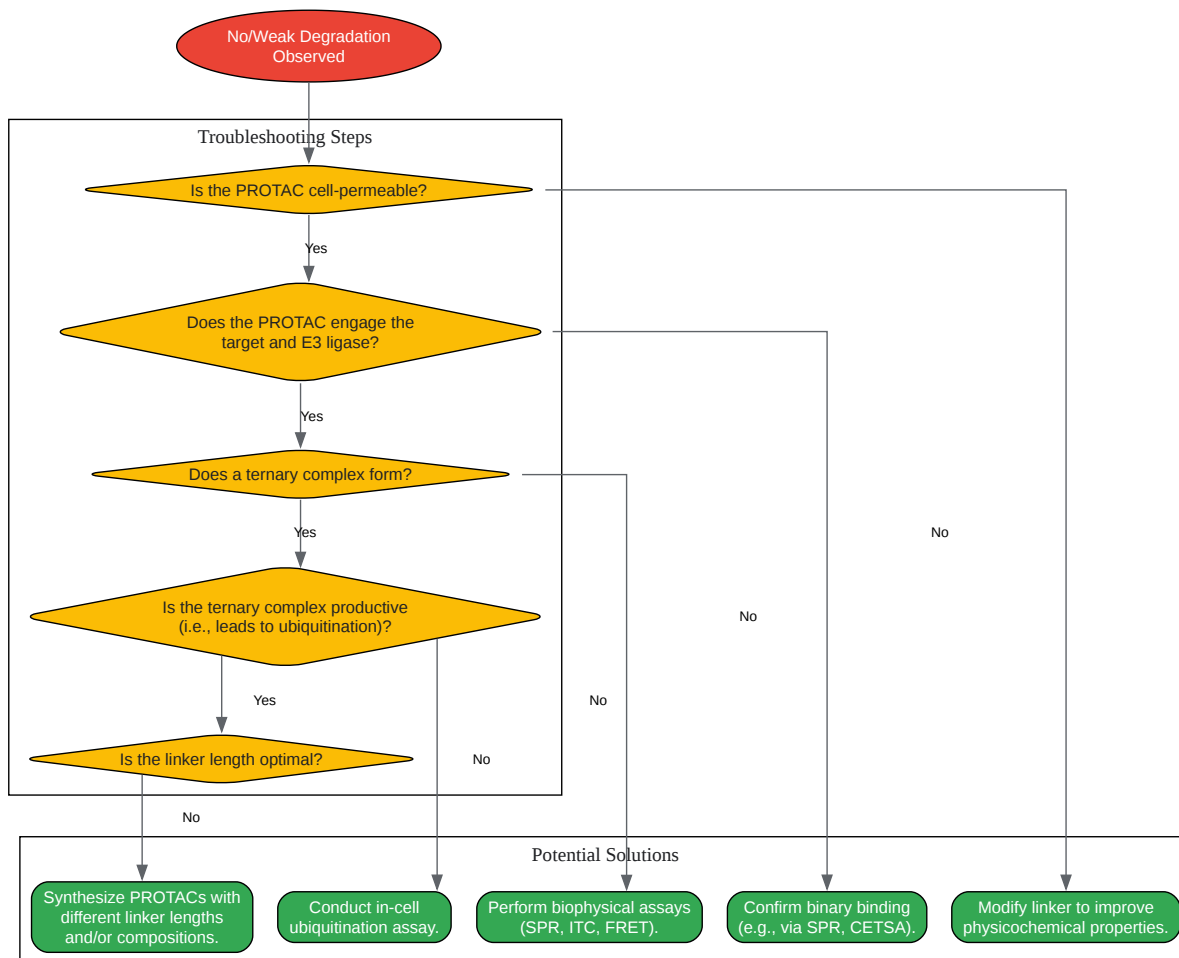 No/Weak Degradation
Observed
Troubleshooting Steps
Is the PROTAC cell-permeable?
Yes
Does the PROTAC engage the
target and E3 ligase?
Yes
Does a ternary complex form?
Yes
No
Is the ternary complex productive
(i.e., leads to ubiquitination)?
No
Yes
No
Is the linker length optimal?
No
No
Potential Solutions
Synthesize PROTACs with
different linker lengths
and/or compositions.
Conduct in-cell
ubiquitination assay.
Perform biophysical assays
(SPR, ITC, FRET).
Confirm binary binding
(e.g., via SPR, CETSA).
Modify linker to improve
physicochemical properties.